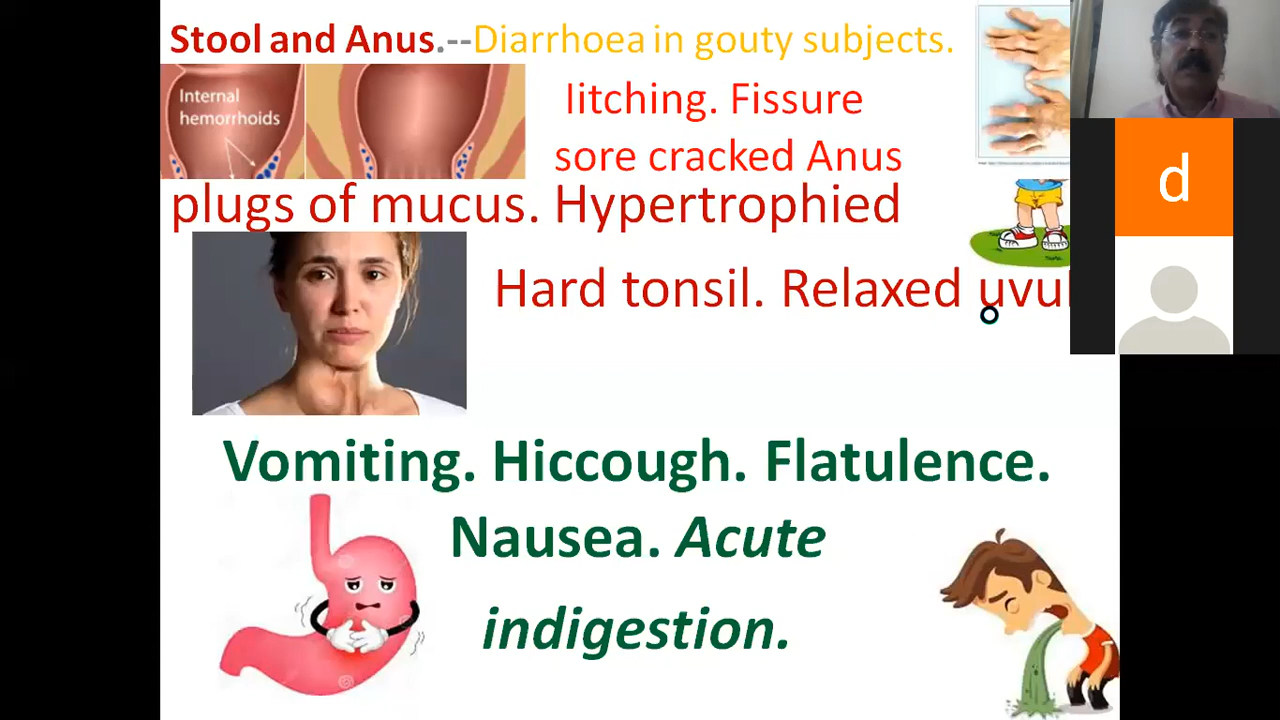 Stool and Anus.--Diarrhoea in gouty subjects.
Internal
hemorrhoids
Iitching. Fissure
sore cracked Anus
plugs of mucus. Hypertrophied
Hard tonsil. Relaxed uvul
d
Vomiting. Hiccough. Flatulence.
Nausea. Acute
indigestion.